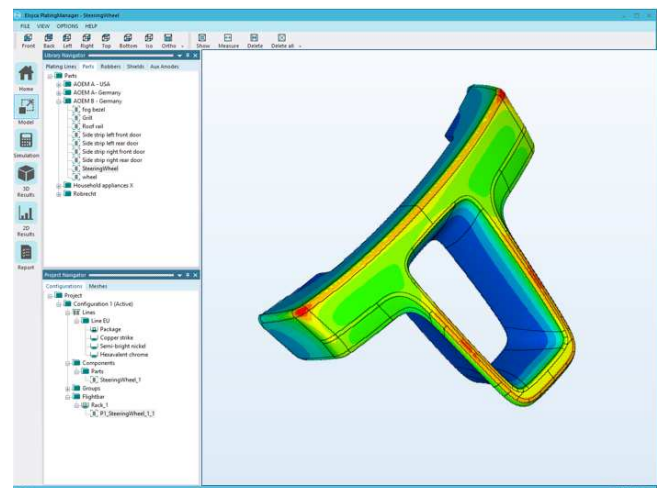 Elsyca PlatingManager - SteeringWheel
FILE VIEW OPTIONS HELP
Front Back Left Right Top Bottom Iso Ortho Show Measure Delete Delete all
Library Navigator
Plating Lines Parts Robbers Shields Aux Anodes
Parts
AOEM A - USA
AOEM A- Germany
AOEM B - Germany
fog bezel
Grill
Roof rail
Side strip left front door
Side strip left rear door
Side strip right front door
Side strip right rear door
SteeringWheel
wheel
Household appliances X
Robrecht
Home
Model
Simulation
3D
Results
2D
Results
Report
Project Navigator
Configurations Meshes
Project
Configuration 1 (Active)
Lines
Line EU
Package
Copper strike
Semi-bright nickel
Hexavalent chrome
Components
Parts
SteeringWheel_1
Groups
Flightbar
Rack_1
P1_SteeringWheel_1_1